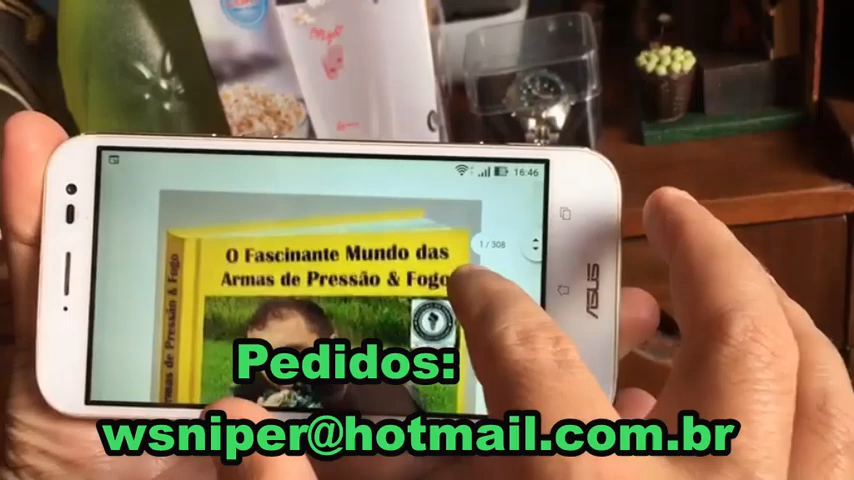 16:46
1 / 308
O Fascinante Mundo das
Armas de Pressão & Fogo
Armas de Pressão & Fogo
ASUS
Pedidos:
wsniper@hotmail.com.br